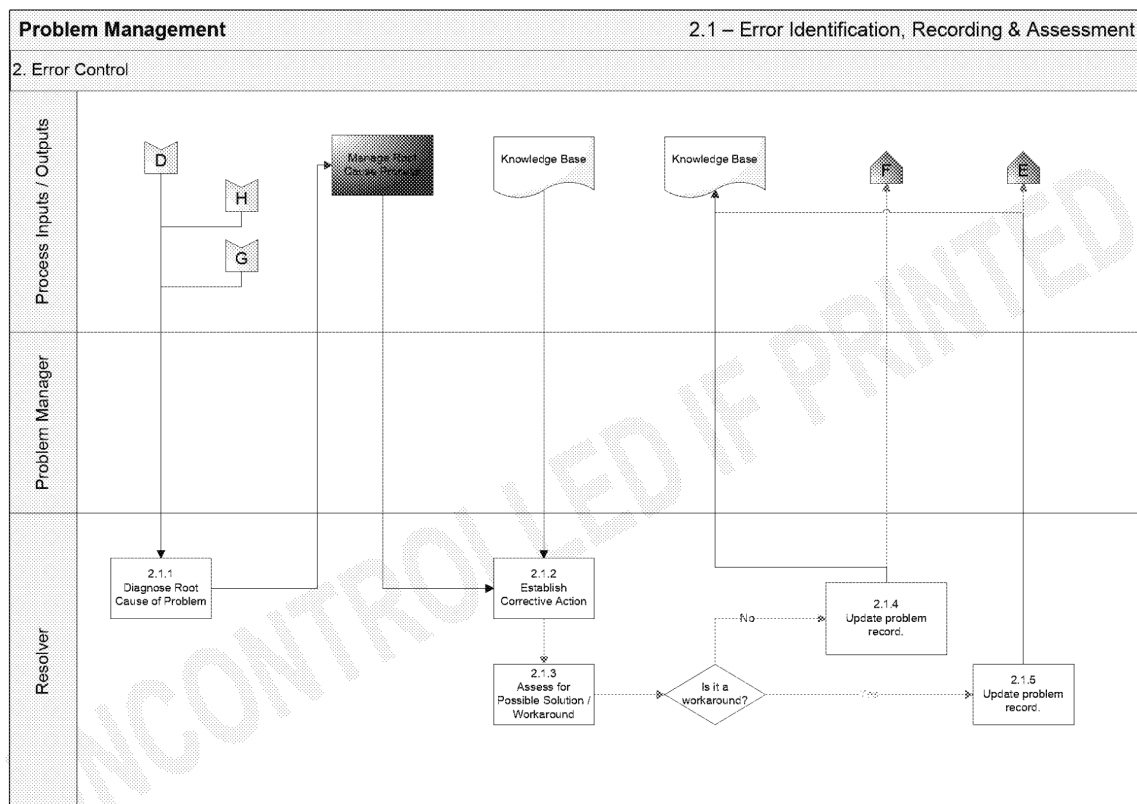 Problem Management
2.1 – Error Identification, Recording & Assessment
2. Error Control
Process Inputs / Outputs
D
H
G
Manage Root
Cause Process
Knowledge Base
Knowledge Base
F
E
Problem Manager
Resolver
2.1.1
Diagnose Root
Cause of Problem
2.1.2
Establish
Corrective Action
2.1.3
Assess for
Possible Solution /
Workaround
Is it a
workaround?
No
Yes
2.1.4
Update problem
record.
2.1.5
Update problem
record.
UNCONTROLLED IF PRINTED